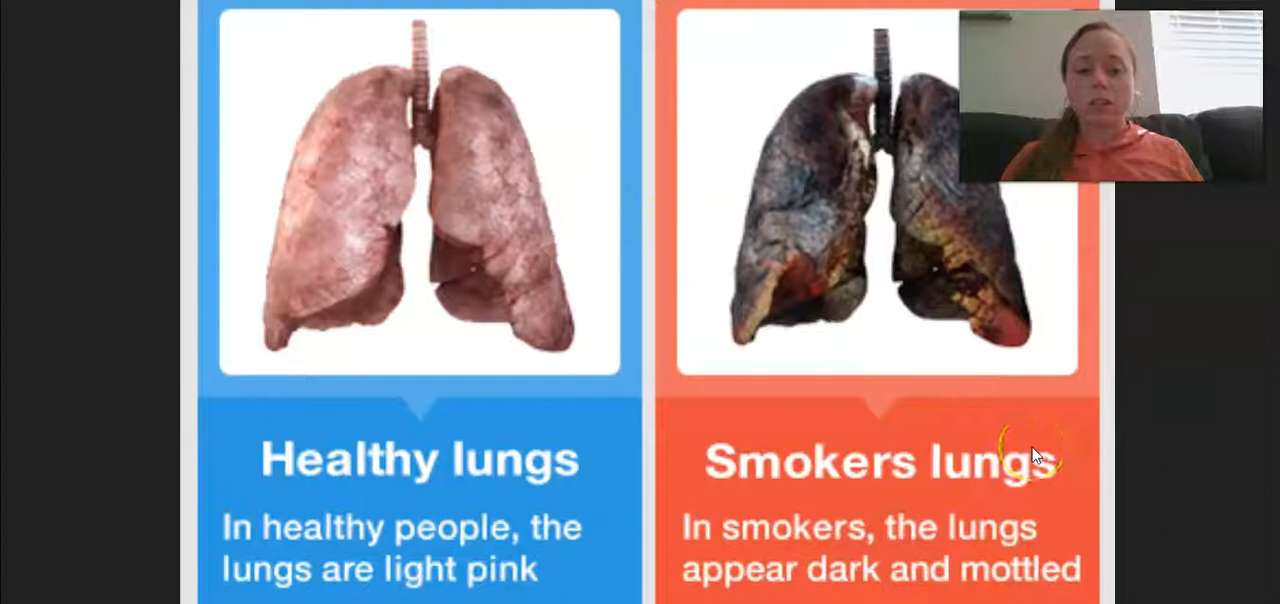 Healthy lungs
In healthy people, the
lungs are light pink
Smokers lungs
In smokers, the lungs
appear dark and mottled